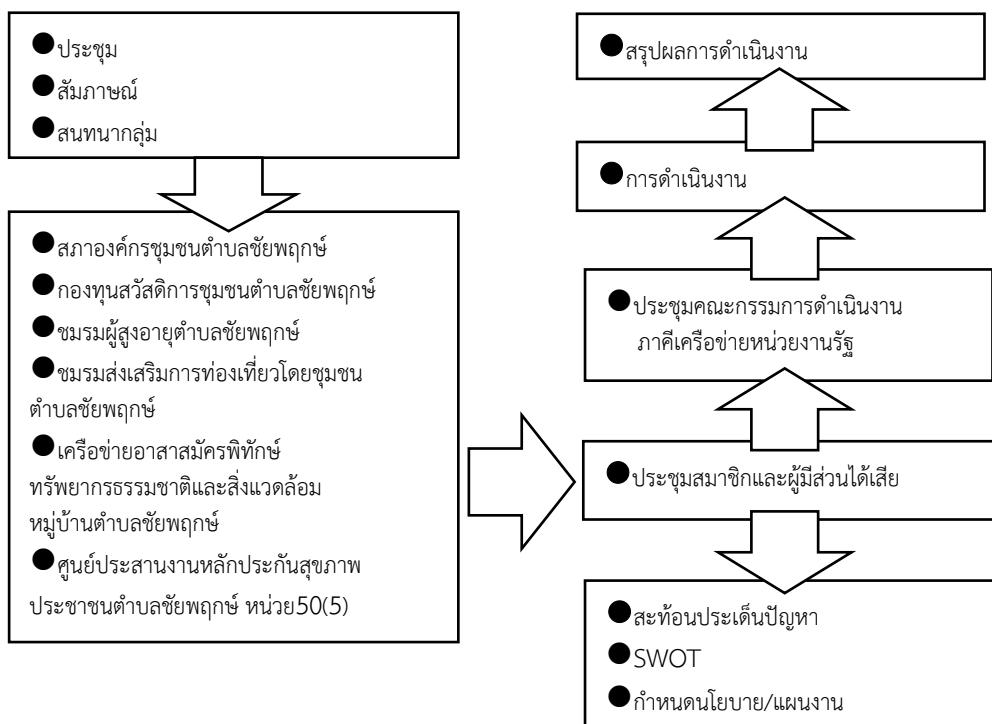 ●ประชุม
●สัมภาษณ์
●สนทนากลุ่ม
●สภาองค์กรชุมชนตำบลชัยพฤกษ์
●กองทุนสวัสดิการชุมชนตำบลชัยพฤกษ์
●ชมรมผู้สูงอายุตำบลชัยพฤกษ์
●ชมรมส่งเสริมการท่องเที่ยวโดยชุมชน
ตำบลชัยพฤกษ์
●เครือข่ายอาสาสมัครพิทักษ์
ทรัพยากรธรรมชาติและสิ่งแวดล้อม
หมู่บ้านตำบลชัยพฤกษ์
●ศูนย์ประสานงานหลักประกันสุขภาพ
ประชาชนตำบลชัยพฤกษ์ หน่วย50(5)
●สรุปผลการดำเนินงาน
●การดำเนินงาน
●ประชุมคณะกรรมการดำเนินงาน
ภาคีเครือข่ายหน่วยงานรัฐ
●ประชุมสมาชิกและผู้มีส่วนได้เสีย
●สะท้อนประเด็นปัญหา
●SWOT
●กำหนดนโยบาย/แผนงาน